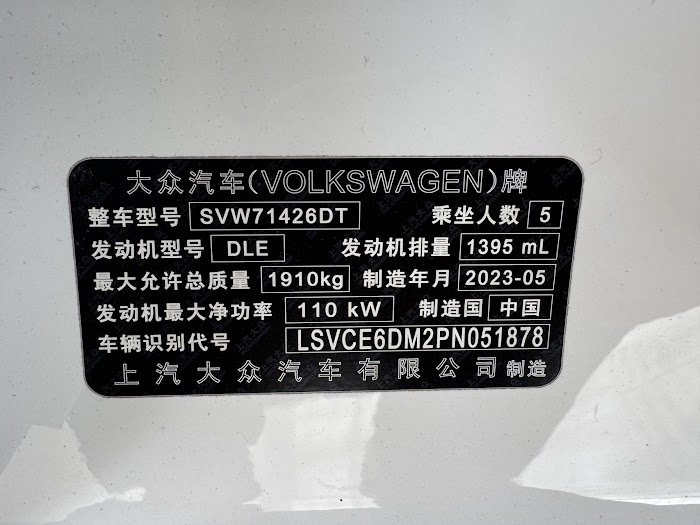 大众汽车(VOLKSWAGEN)牌
整车型号 SVW71426DT 乘坐人数 5
发动机型号 DLE 发动机排量 1395 mL
最大允许总质量 1910kg 制造年月 2023-05
发动机最大净功率 110 kW 制造国 中国
车辆识别代号 LSVCE6DM2PN051878
上汽大众汽车有限公司 制造